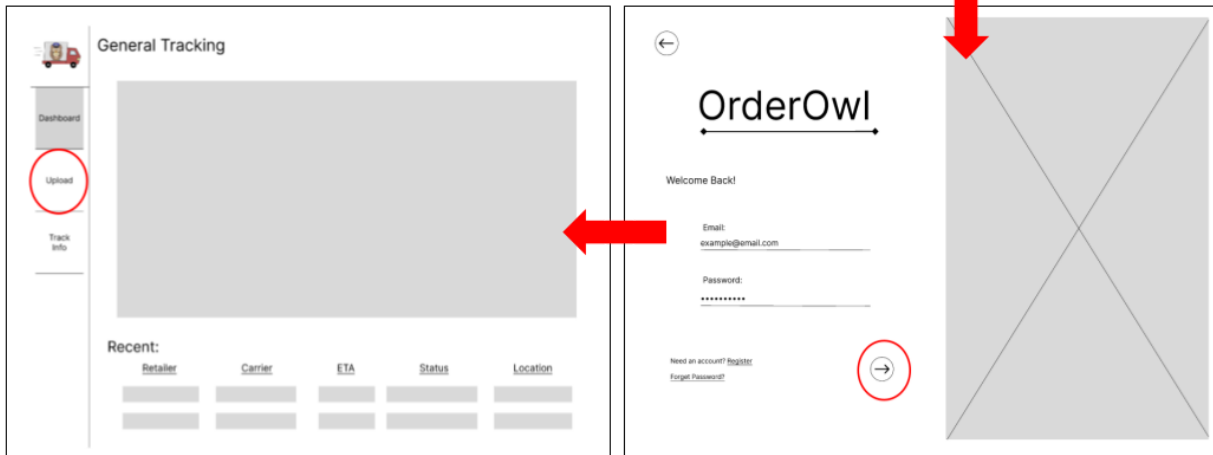 General Tracking
Dashboard
Upload
Track
Info
Recent:
Retailer Carrier ETA Status Location
OrderOwl
Welcome Back!
Email:
example@email.com
Password:
••••••••••
Need an account? Register
Forget Password?